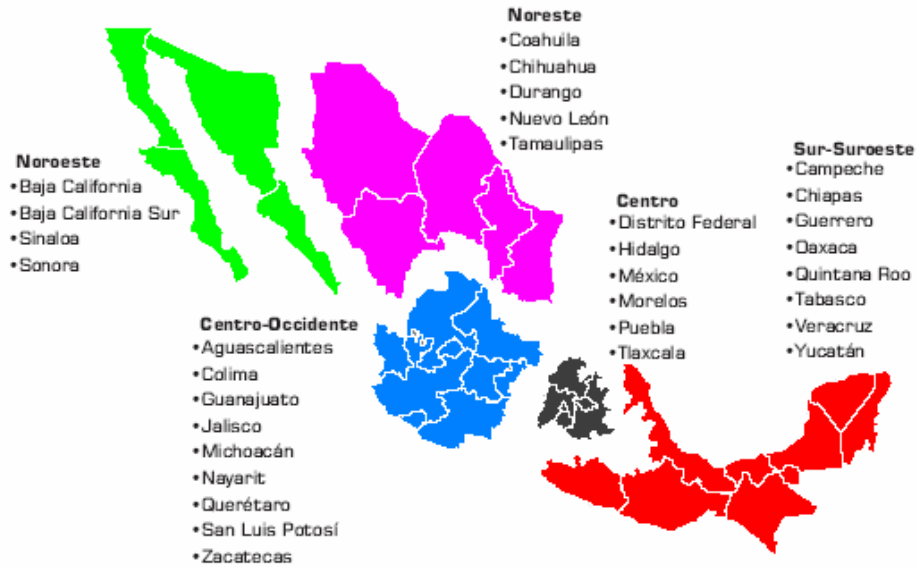 Noreste
•Coahuila
•Chihuahua
•Durango
•Nuevo León
•Tamaulipas
Noroeste
•Baja California
•Baja California Sur
•Sinaloa
•Sonora
Centro
•Distrito Federal
•Hidalgo
•México
•Morelos
•Puebla
•Tlaxcala
Sur-Suroeste
•Campeche
•Chiapas
•Guerrero
•Oaxaca
•Quintana Roo
•Tabasco
•Veracruz
•Yucatán
Centro-Occidente
•Aguascalientes
•Colima
•Guanajuato
•Jalisco
•Michoacán
•Nayarit
•Querétaro
•San Luis Potosí
•Zacatecas